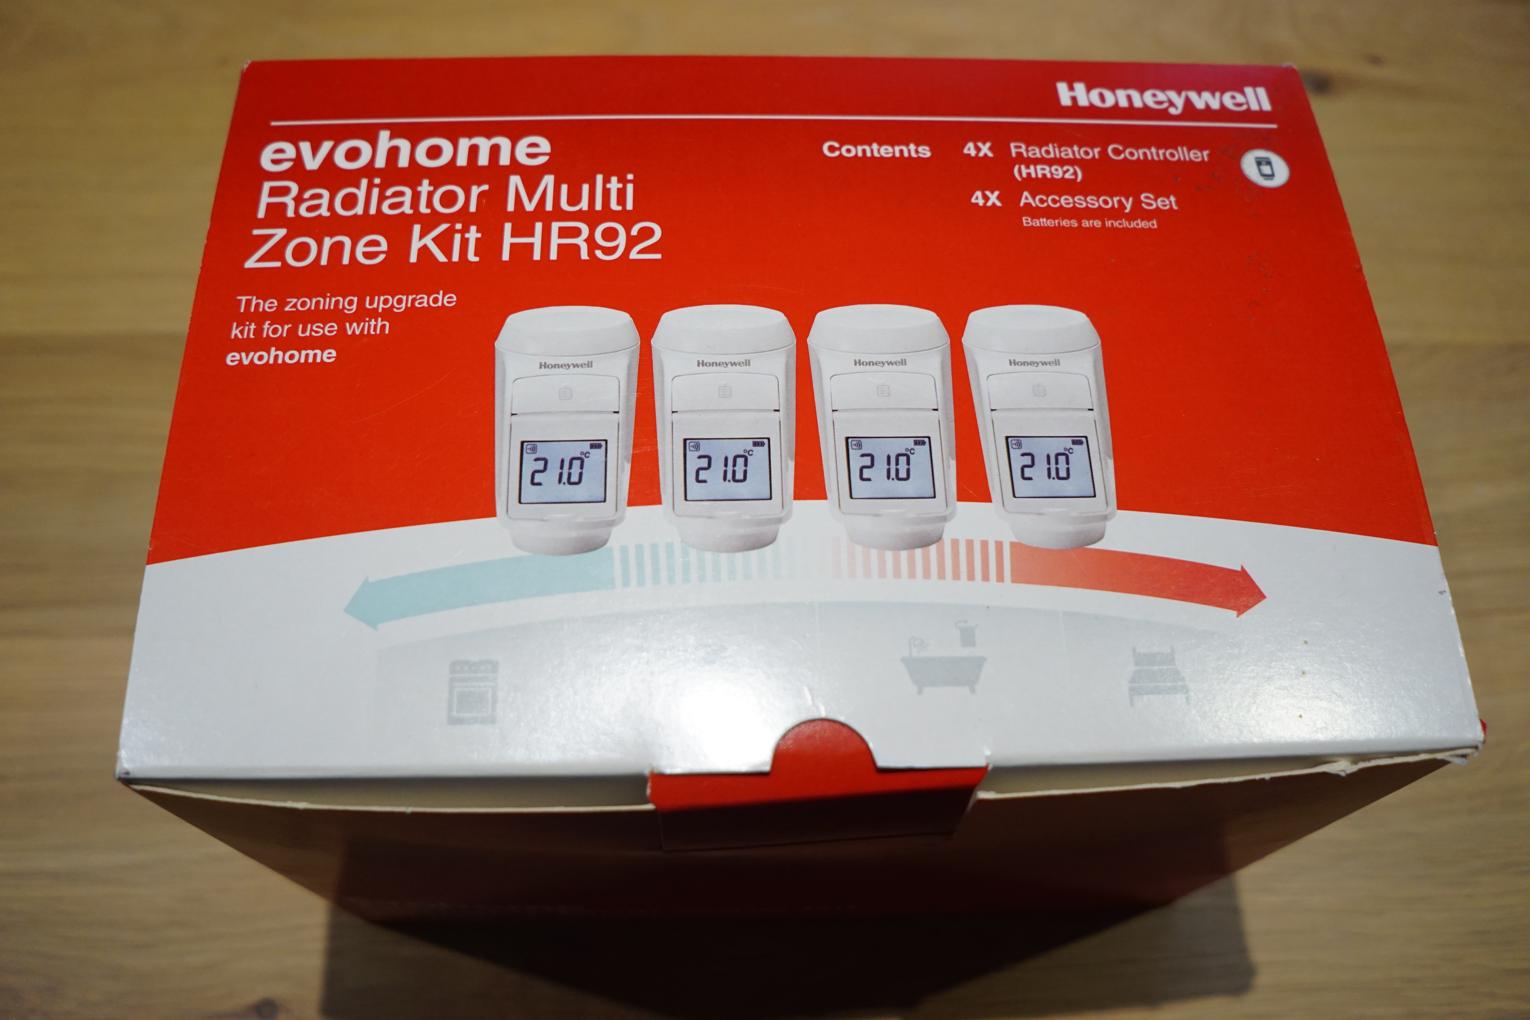 Honeywell
evohome
Radiator Multi
Zone Kit HR92
The zoning upgrade
kit for use with
evohome
Contents 4X Radiator Controller
(HR92)
4X Accessory Set
Batteries are included
Honeywell
21.0°C
Honeywell
21.0°C
Honeywell
21.0°C
Honeywell
21.0°C